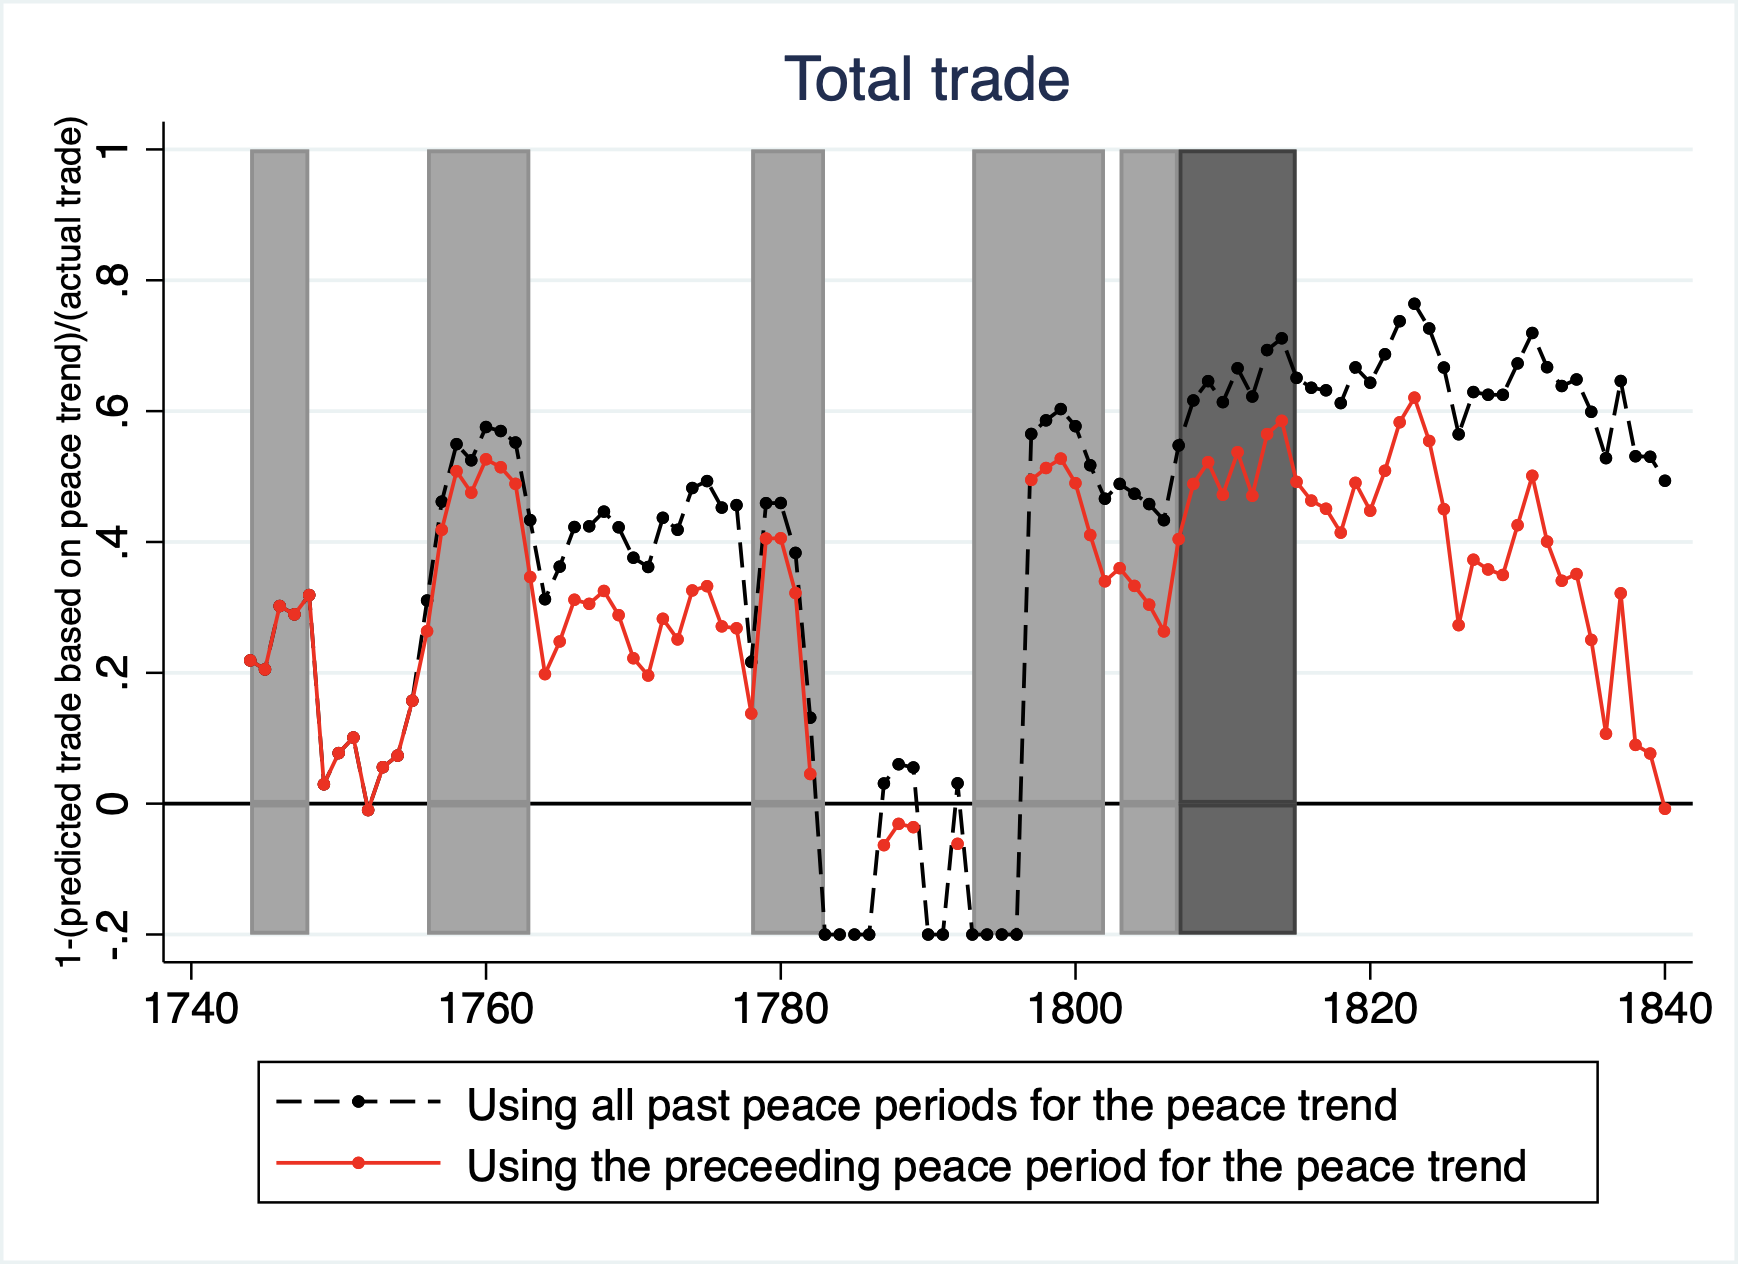 Total trade
1-(predicted trade based on peace trend)/(actual trade)
1
.8
.6
.4
.2
0
-.2
1740 1760 1780 1800 1820 1840
Using all past peace periods for the peace trend
Using the preceeding peace period for the peace trend